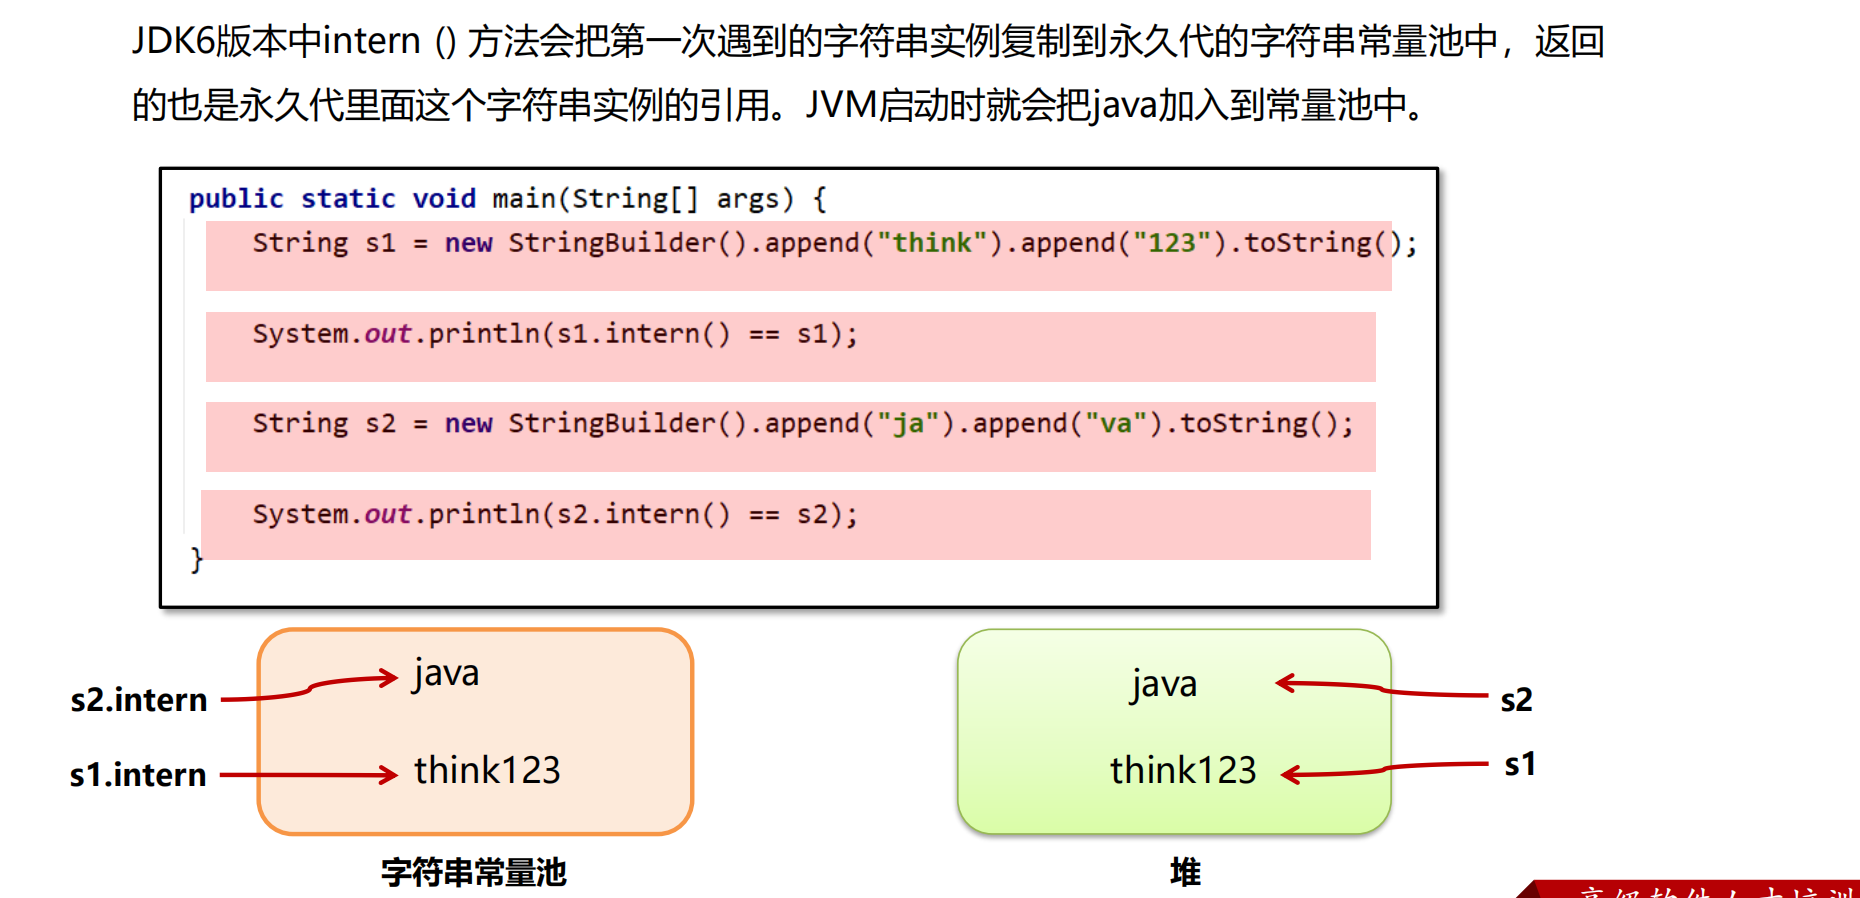 JDK6版本中intern () 方法会把第一次遇到的字符串实例复制到永久代的字符串常量池中，返回
的也是永久代里面这个字符串实例的引用。JVM启动时就会把java加入到常量池中。
public static void main(String[] args) {
String s1 = new StringBuilder().append("think").append("123").toString();
System.out.println(s1.intern() == s1);
String s2 = new StringBuilder().append("ja").append("va").toString();
System.out.println(s2.intern() == s2);
}
java
java
s2.intern
s2
s1.intern
think123
think123
s1
字符串常量池
堆